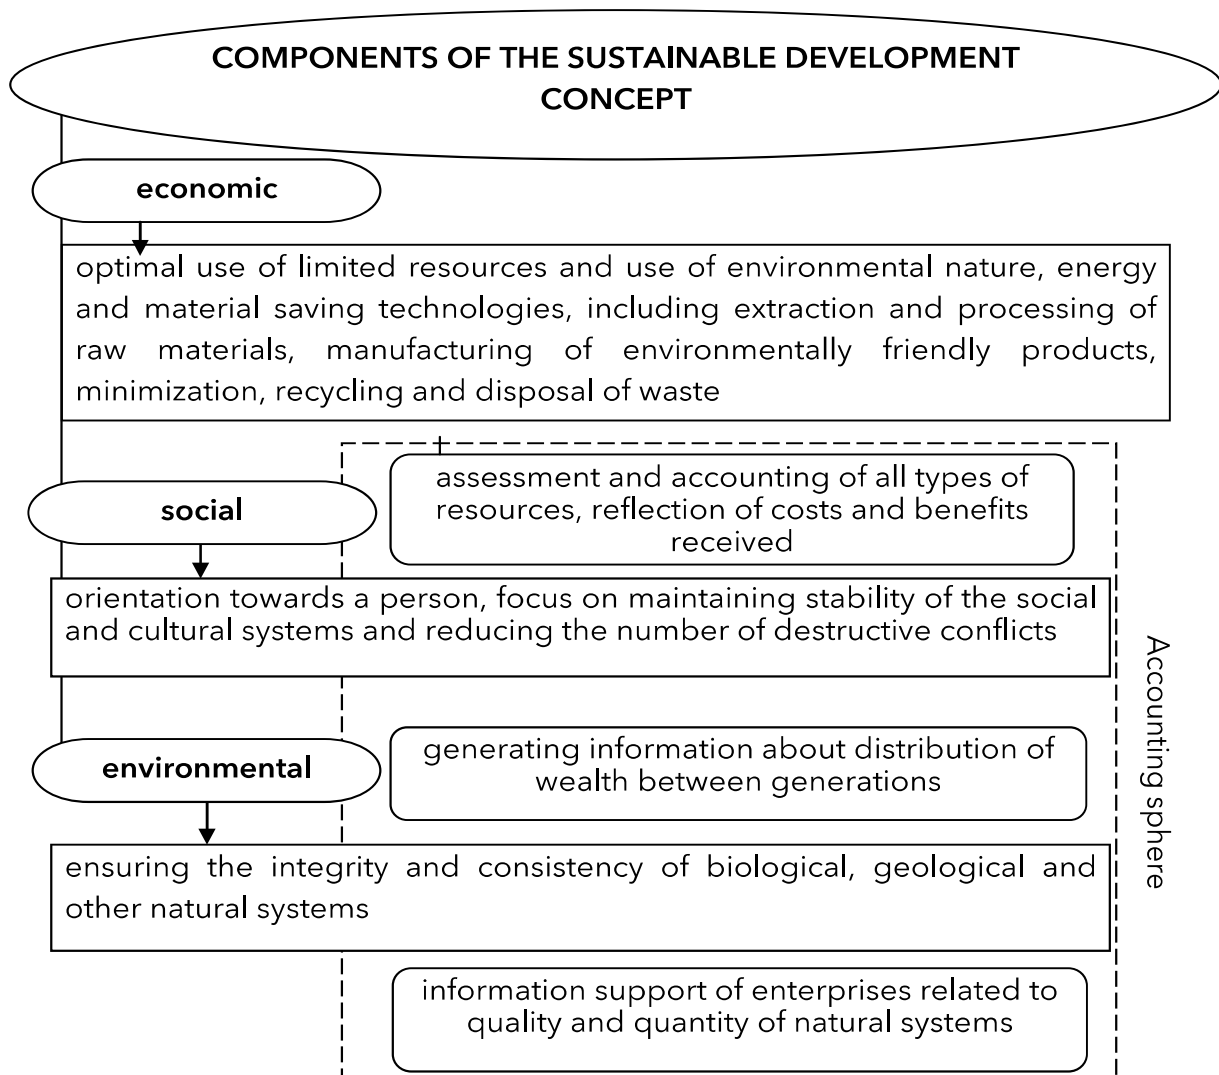 COMPONENTS OF THE SUSTAINABLE DEVELOPMENT
CONCEPT
economic
optimal use of limited resources and use of environmental nature, energy
and material saving technologies, including extraction and processing of
raw materials, manufacturing of environmentally friendly products,
minimization, recycling and disposal of waste
assessment and accounting of all types of
resources, reflection of costs and benefits
received
social
orientation towards a person, focus on maintaining stability of the social
and cultural systems and reducing the number of destructive conflicts
generating information about distribution of
wealth between generations
environmental
ensuring the integrity and consistency of biological, geological and
other natural systems
information support of enterprises related to
quality and quantity of natural systems
Accounting sphere